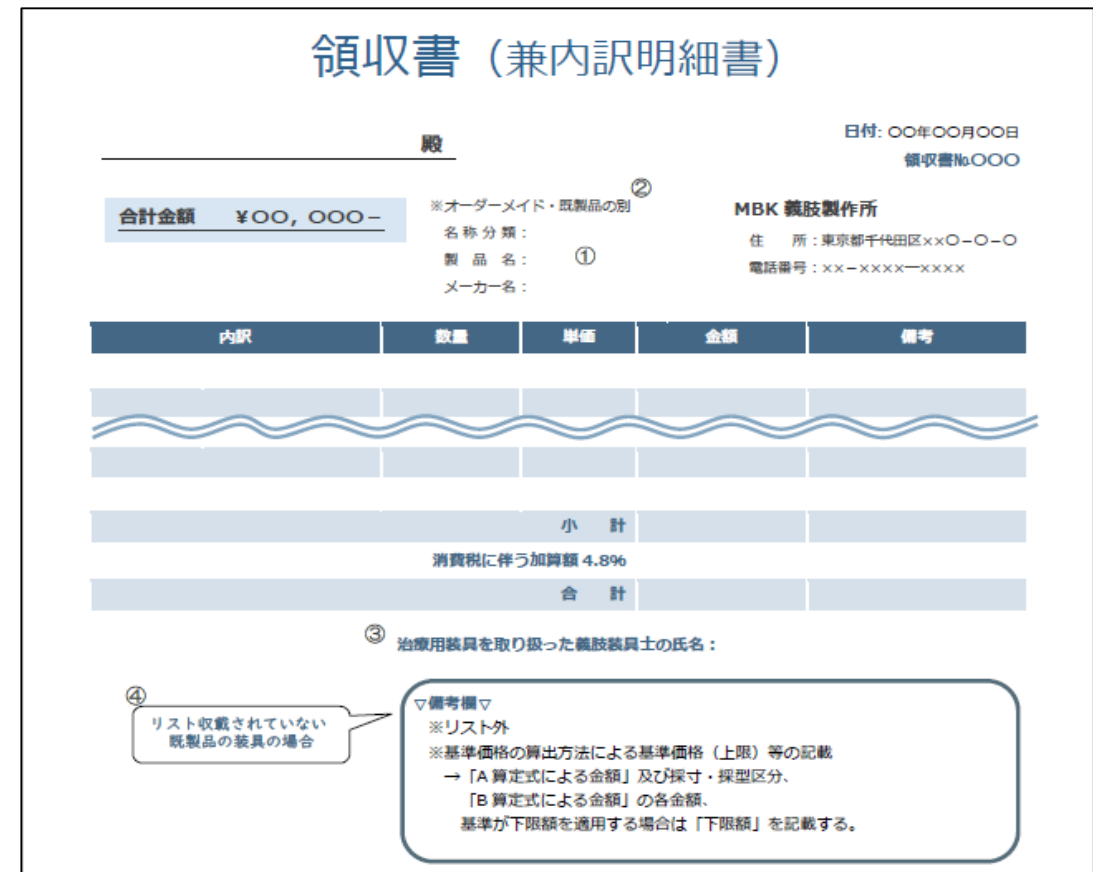 領収書（兼内訳明細書）
殿
日付: 〇〇年〇〇月〇〇日
領収書№〇〇〇
合計金額　¥〇〇, 〇〇〇−
②
※オーダーメイド・既製品の別
名称分類：
製品名：　①
メーカー名：
MBK 義肢製作所
住　所：東京都千代田区××〇−〇−〇
電話番号：××−××××−××××
内訳　数量　単価　金額　備考
小　計
消費税に伴う加算額 4.8%
合　計
③ 治療用装具を取り扱った義肢装具士の氏名：
④
リスト収載されていない
既製品の装具の場合
▽備考欄▽
※リスト外
※基準価格の算出方法による基準価格（上限）等の記載
→「A 算定式による金額」及び採寸・採型区分、
「B 算定式による金額」の各金額、
基準が下限額を適用する場合は「下限額」を記載する。